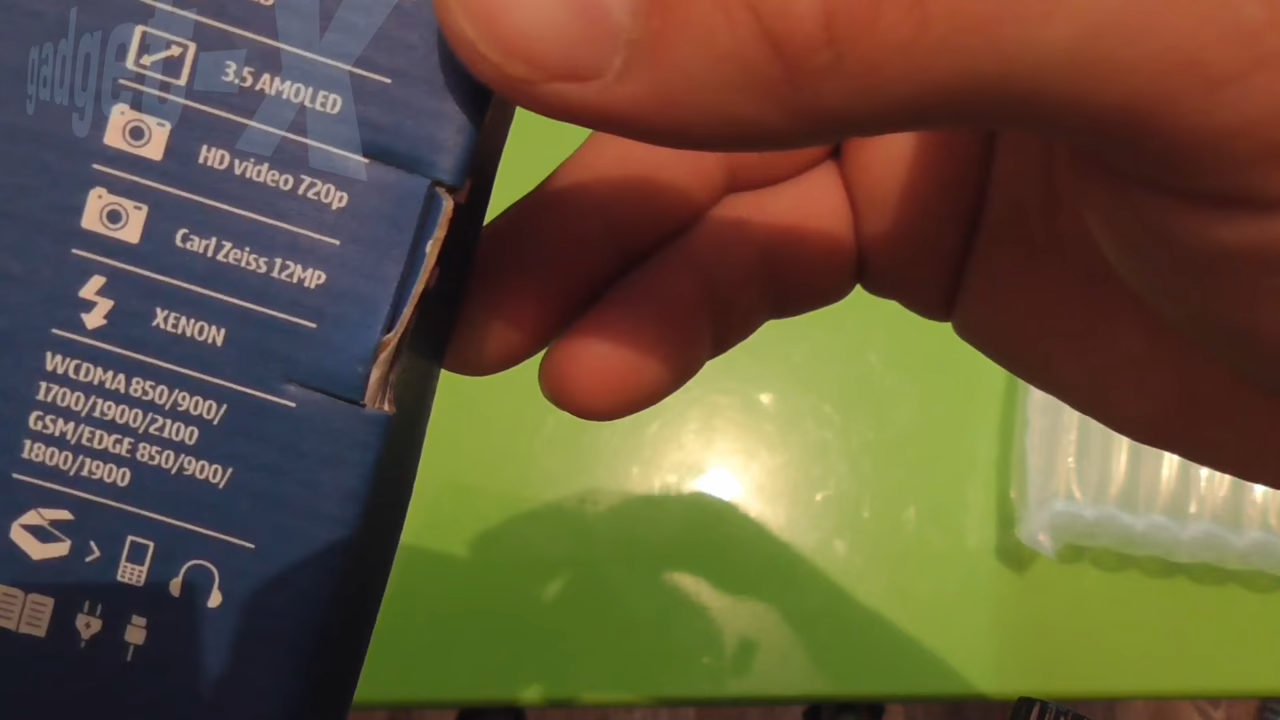 gadget-X
3.5 AMOLED
HD video 720p
Carl Zeiss 12MP
XENON
WCDMA 850/900/
1700/1900/2100
GSM/EDGE 850/900/
1800/1900